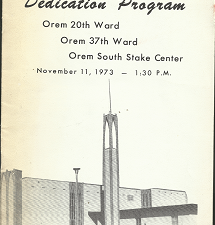 Dedication Program
Orem 20th Ward
Orem 37th Ward
Orem South Stake Center
November 11, 1973 — 1:30 P.M.